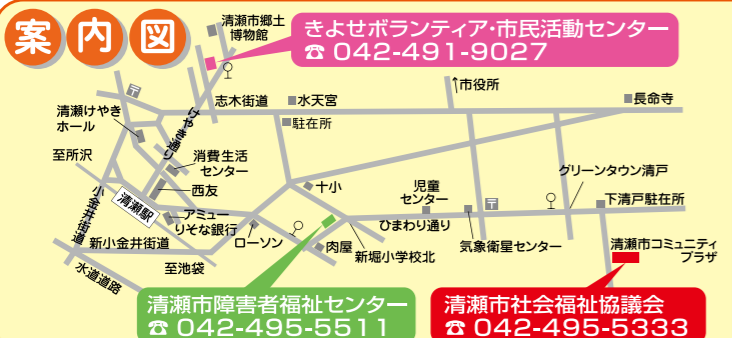 案内図
清瀬市郷土
博物館
きよせボランティア・市民活動センター
☎ 042-491-9027
↑市役所
志木街道
水天宮
長命寺
駐在所
清瀬けやき
ホール
けやき通り
至所沢
消費生活
センター
西友
小金井街道
清瀬駅
アミュー
りそな銀行
ローソン
十小
児童
センター
グリーンタウン清戸
下清戸駐在所
ひまわり通り
新小金井街道
肉屋
新堀小学校北
気象衛星センター
清瀬市コミュニティ
プラザ
至池袋
水道道路
清瀬市障害者福祉センター
☎ 042-495-5511
清瀬市社会福祉協議会
☎ 042-495-5333